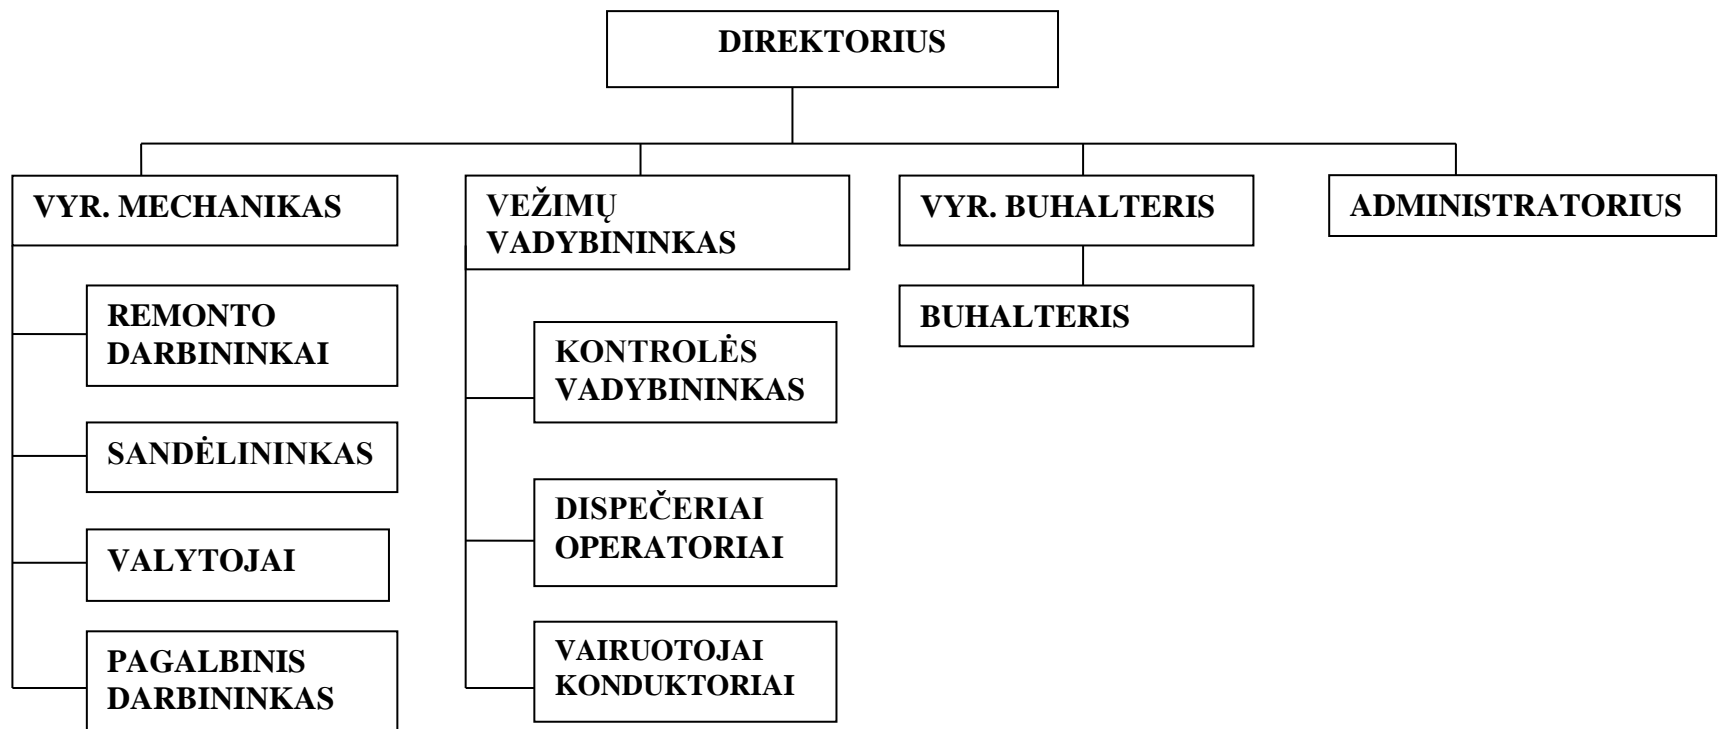 DIREKTORIUS
VYR. MECHANIKAS
REMONTO
DARBININKAI
SANDĖLININKAS
VALYTOJAI
PAGALBINIS
DARBININKAS
VEŽIMŲ
VADYBININKAS
KONTROLĖS
VADYBININKAS
DISPEČERIAI
OPERATORIAI
VAIRUOTOJAI
KONDUKTORIAI
VYR. BUHALTERIS
BUHALTERIS
ADMINISTRATORIUS